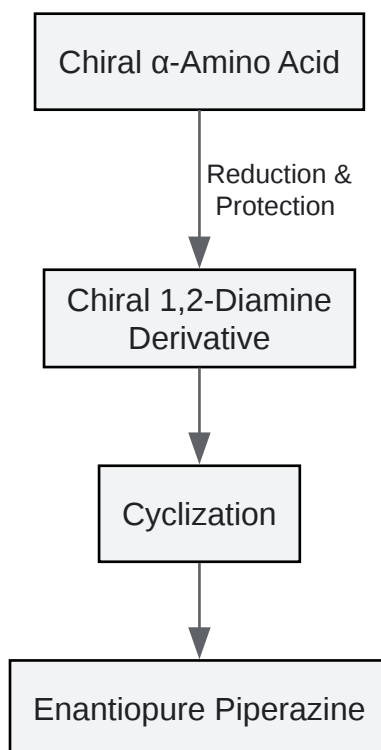 Chiral α-Amino Acid
Reduction &
Protection
Chiral 1,2-Diamine
Derivative
Cyclization
Enantiopure Piperazine